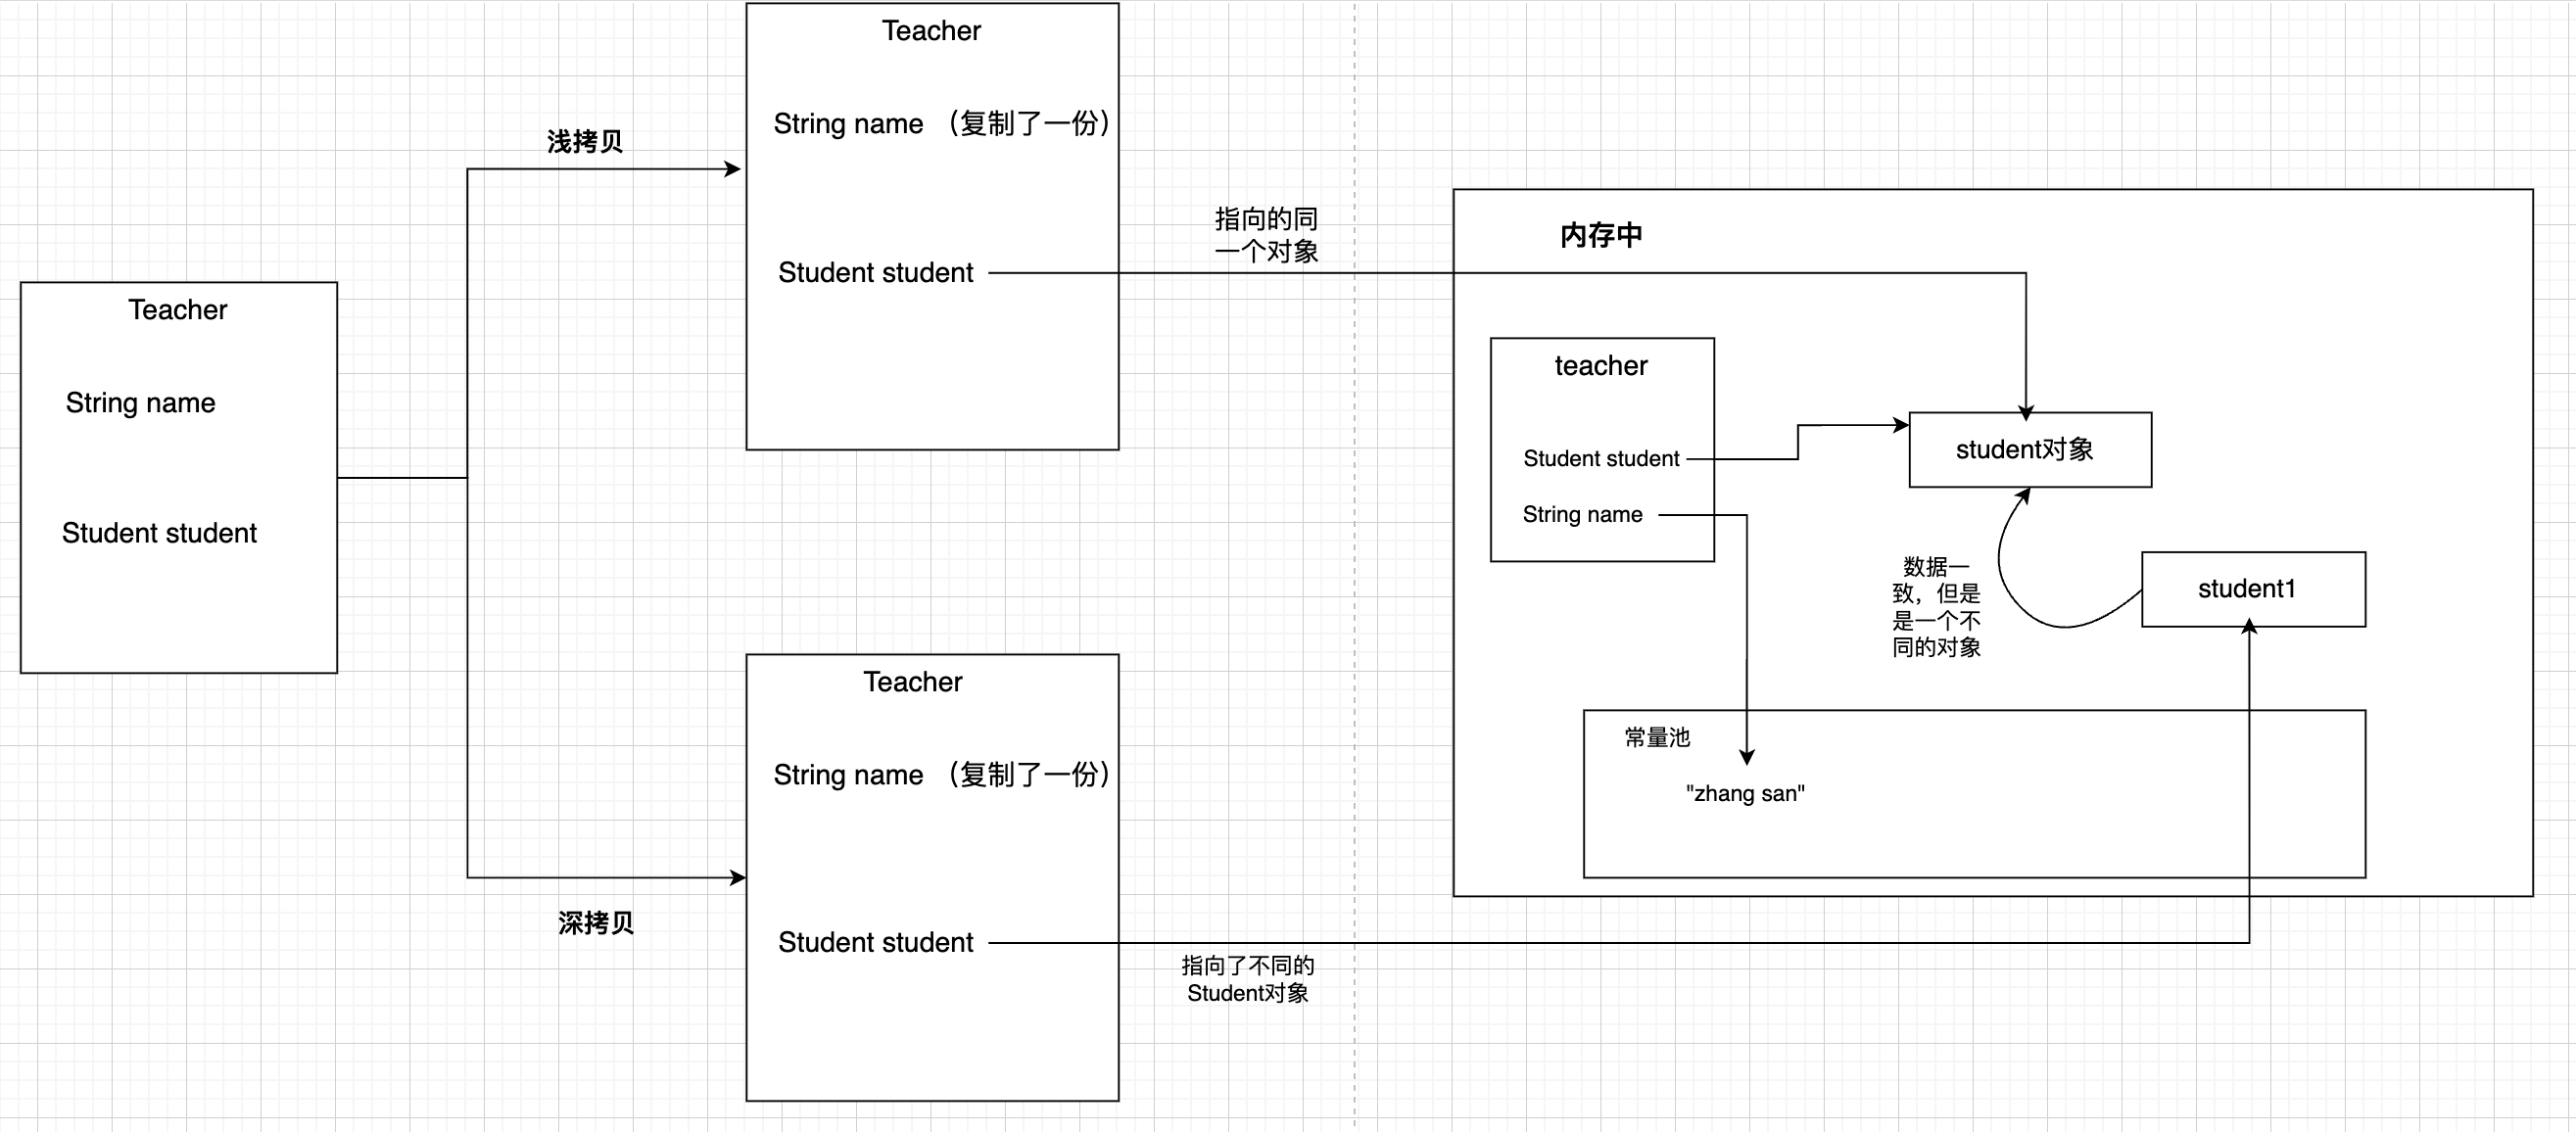 Teacher
String name
Student student
浅拷贝
深拷贝
Teacher
String name （复制了一份）
Student student
指向的同
一个对象
Teacher
String name （复制了一份）
Student student
指向了不同的
Student对象
内存中
teacher
Student student
String name
student对象
数据一
致，但是
是一个不
同的对象
student1
常量池
"zhang san"